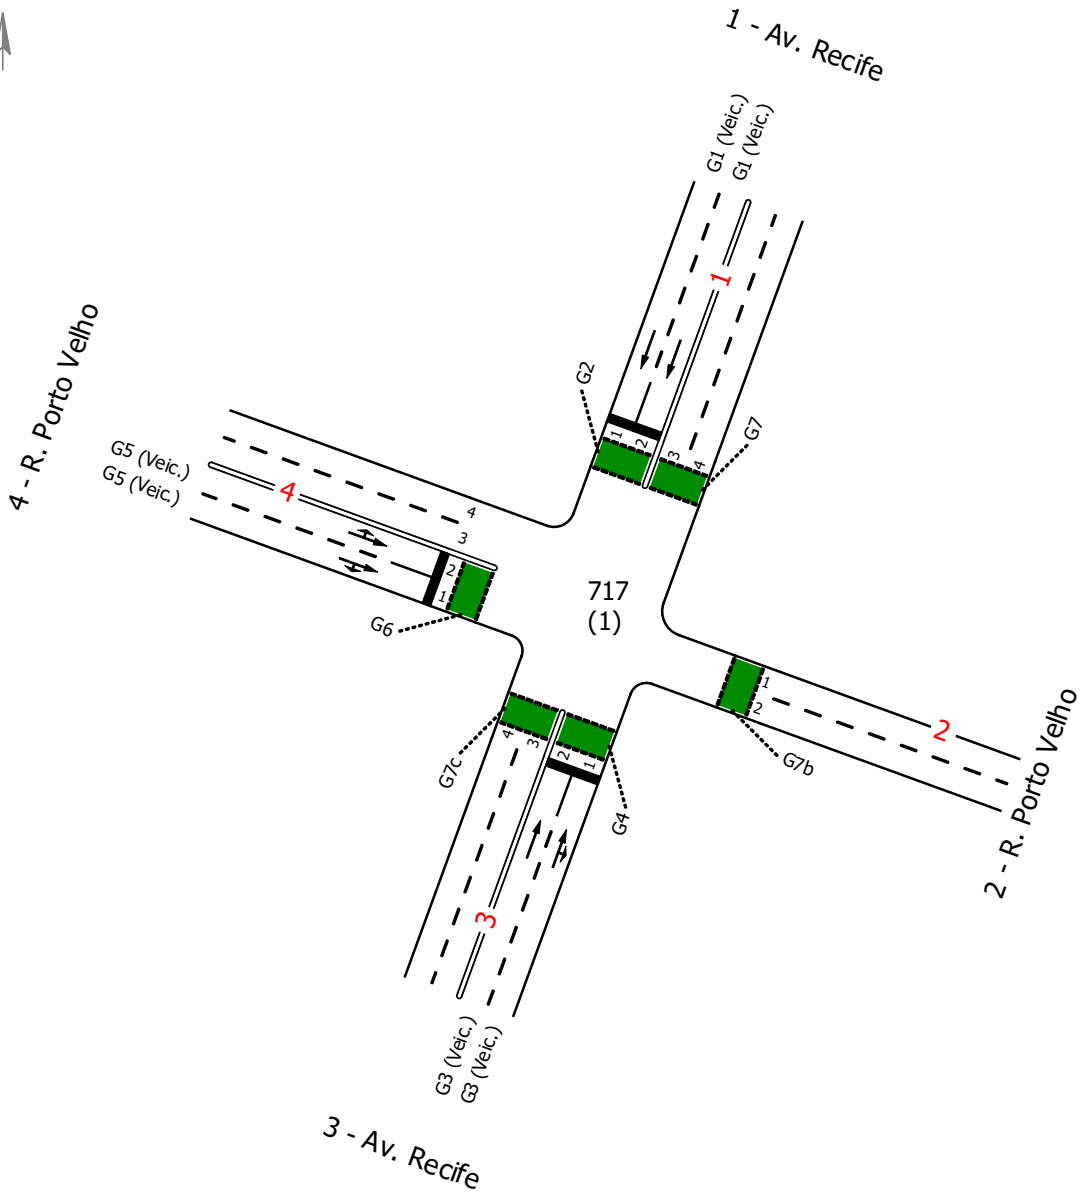 1 - Av. Recife
G1 (Veic.)
G1 (Veic.)
1
G2
G7
1
2
3
4
4 - R. Porto Velho
G5 (Veic.)
G5 (Veic.)
4
4
3
2
1
G6
717
(1)
1
2
2
G7b
2 - R. Porto Velho
G7c
4
3
2
1
G4
3
G3 (Veic.)
G3 (Veic.)
3 - Av. Recife